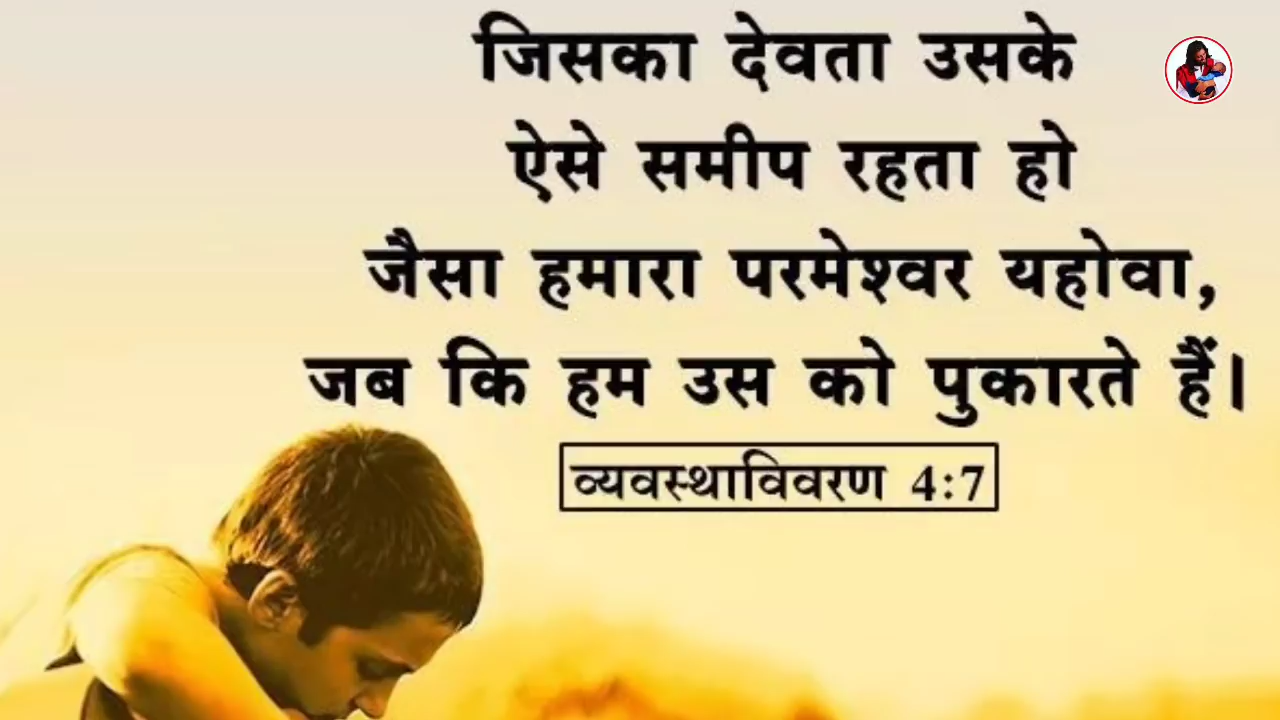 जिसका देवता उसके
ऐसे समीप रहता हो
जैसा हमारा परमेश्वर यहोवा,
जब कि हम उस को पुकारते हैं।
व्यवस्थाविवरण 4:7